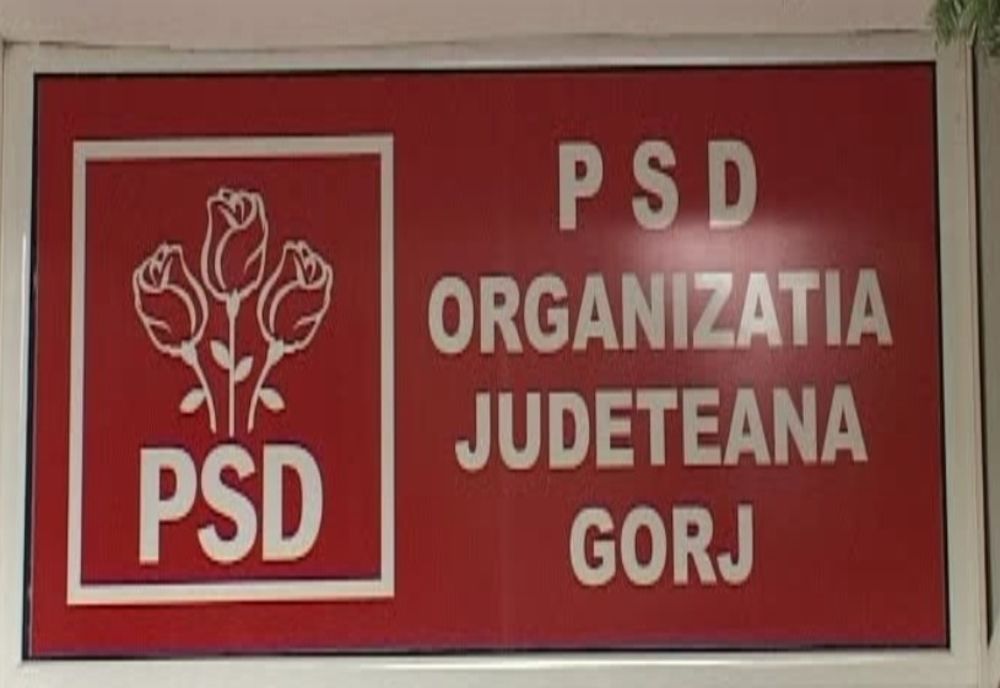 PSD
P S D
ORGANIZATIA
JUDETEANA
GORJ